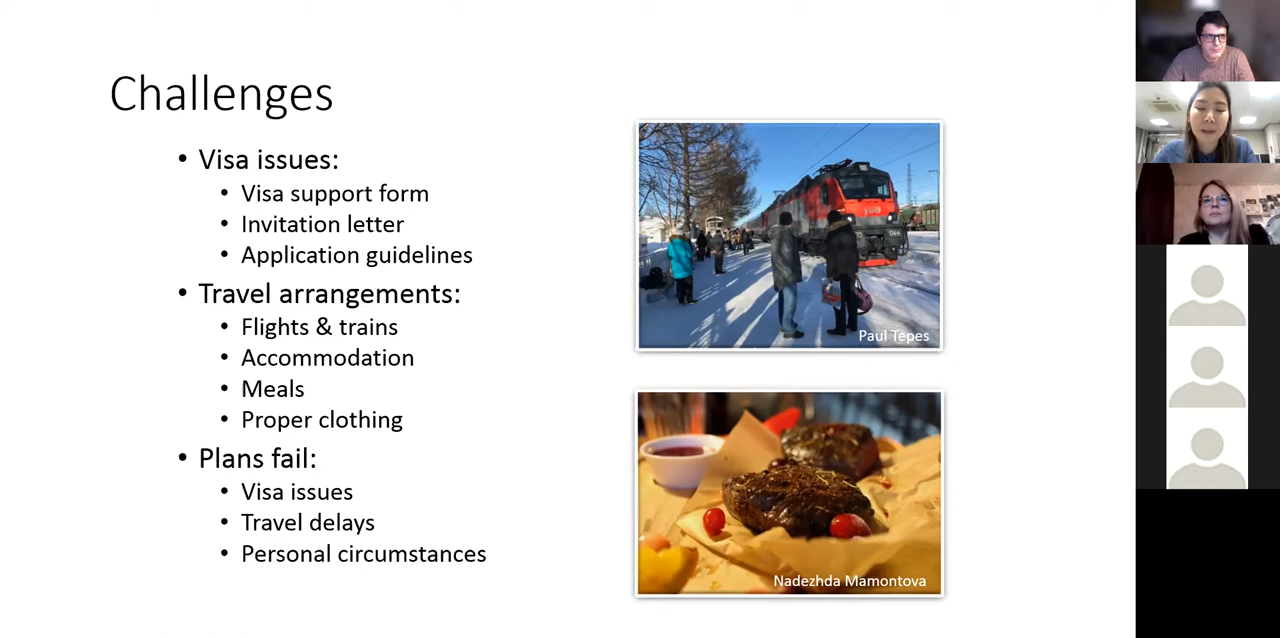 Challenges
• Visa issues:
• Visa support form
• Invitation letter
• Application guidelines
• Travel arrangements:
• Flights & trains
• Accommodation
• Meals
• Proper clothing
• Plans fail:
• Visa issues
• Travel delays
• Personal circumstances
Paul Tepes
Nadezhda Mamontova